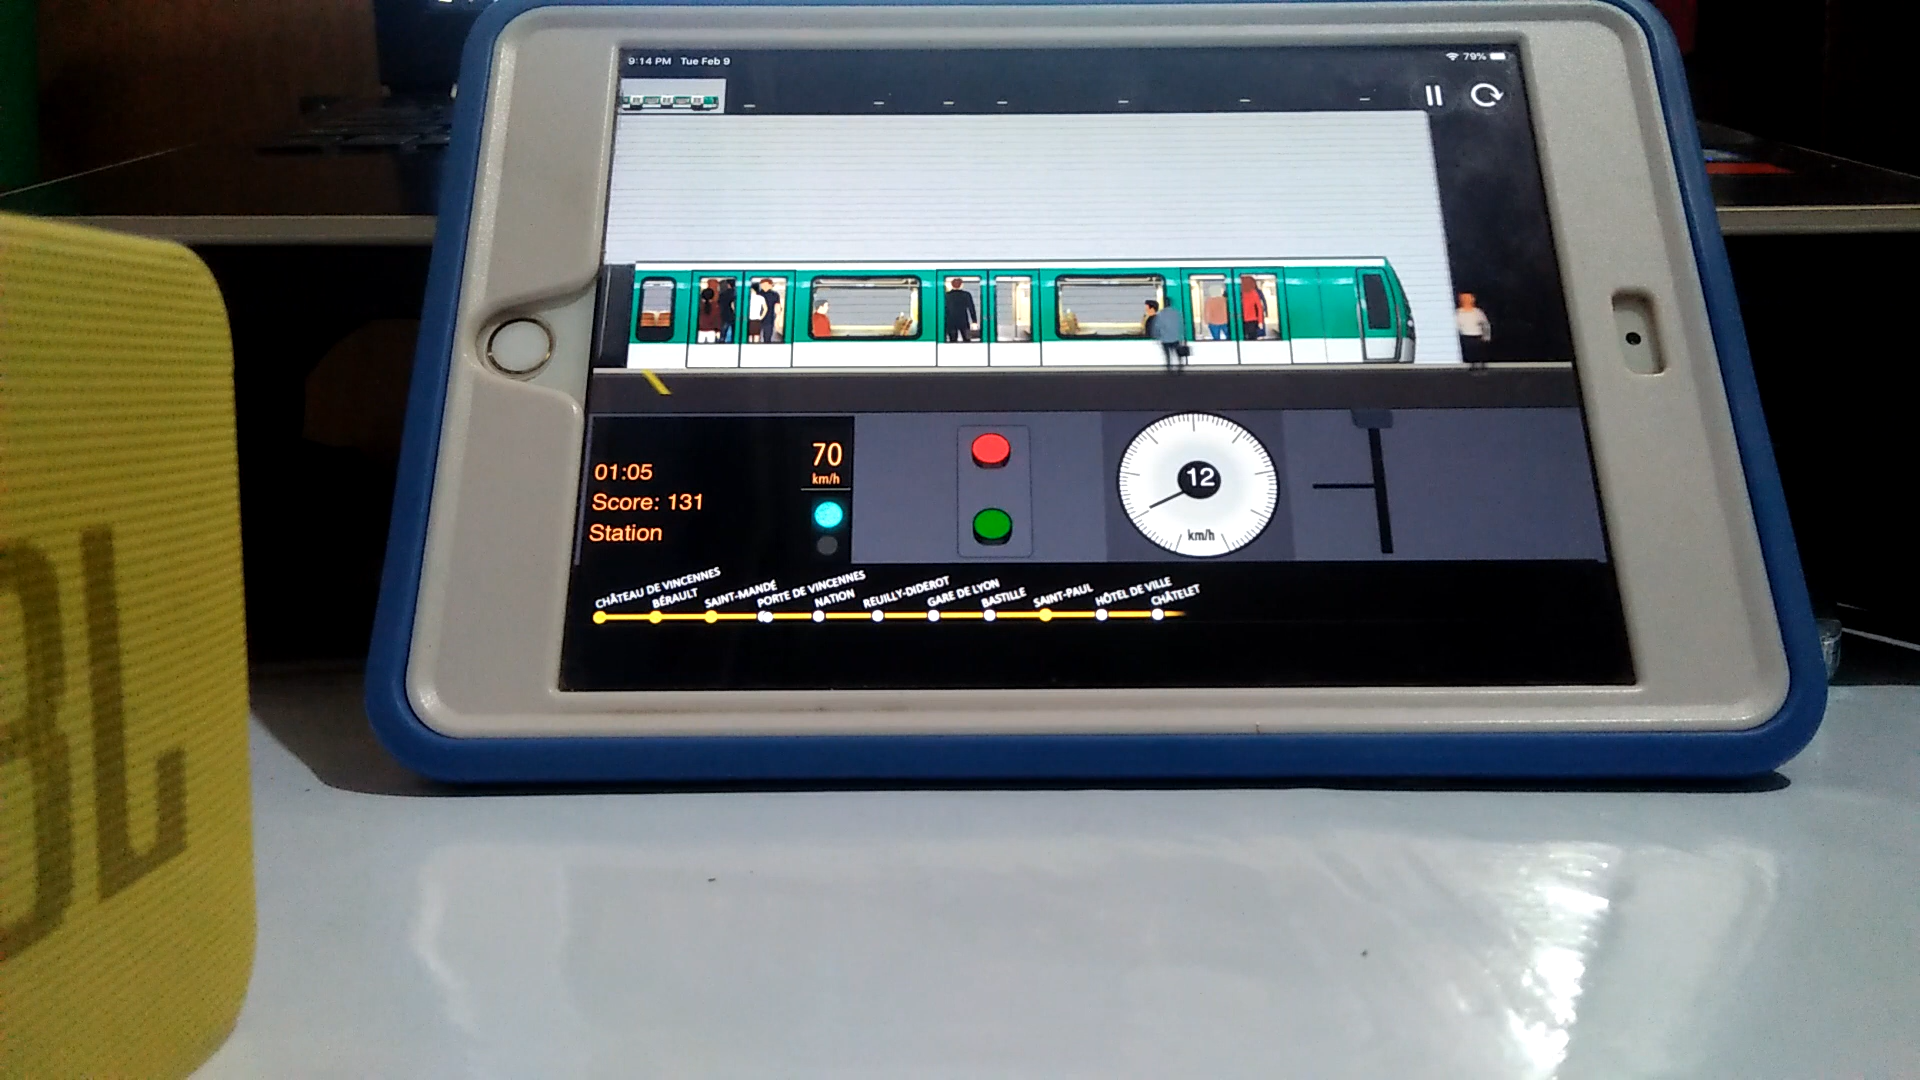 9:14 PM Tue Feb 9
79%
70
km/h
01:05
Score: 131
Station
12
km/h
CHÂTEAU DE VINCENNES
BÉRAULT
SAINT-MANDÉ
PORTE DE VINCENNES
NATION
REUILLY-DIDEROT
GARE DE LYON
BASTILLE
SAINT-PAUL
HÔTEL DE VILLE
CHÂTELET
BL